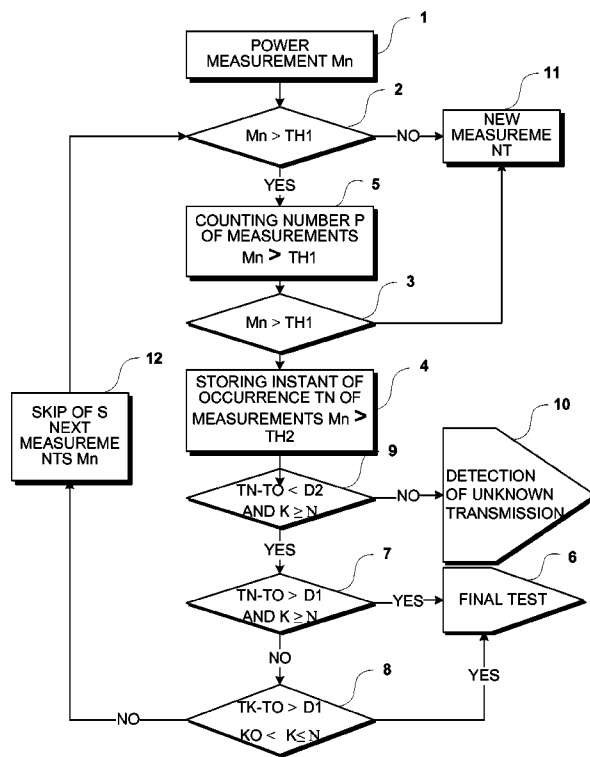 1
POWER
MEASUREMENT Mn
2
11
Mn > TH1
NO
NEW
MEASUREME
NT
YES
5
COUNTING NUMBER P
OF MEASUREMENTS
Mn > TH1
3
Mn > TH1
12
4
STORING INSTANT OF
OCCURRENCE TN OF
MEASUREMENTS Mn >
TH2
SKIP OF S
NEXT
MEASUREME
NTS Mn
10
9
TN-TO < D2
AND K ≥ N
NO
DETECTION
OF UNKNOWN
TRANSMISSION
YES
7
6
TN-TO > D1
AND K ≥ N
YES
FINAL TEST
NO
8
YES
TK-TO > D1
KO < K ≤ N
NO